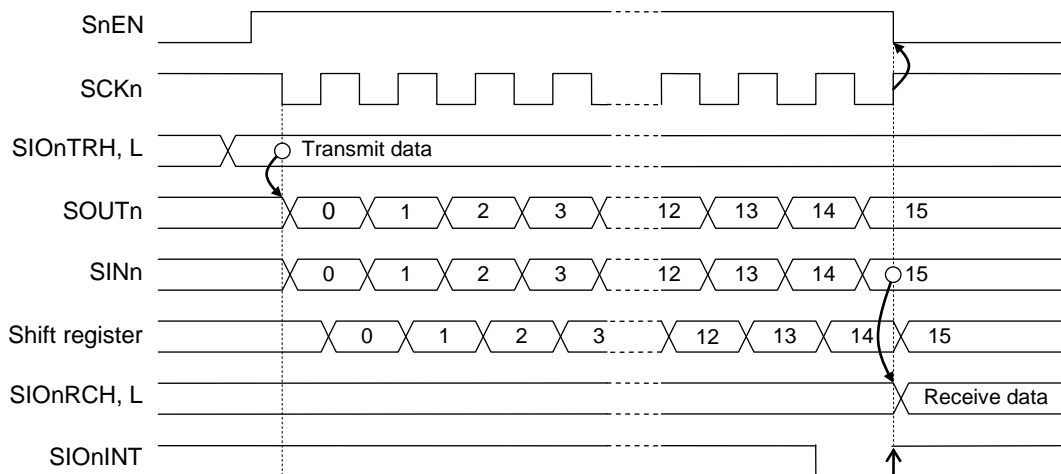 SnEN
SCKn
SIOnTRH, L Transmit data
SOUTn 0 1 2 3 12 13 14 15
SINn 0 1 2 3 12 13 14 15
Shift register 0 1 2 3 12 13 14 15
SIOnRCH, L Receive data
SIOnINT